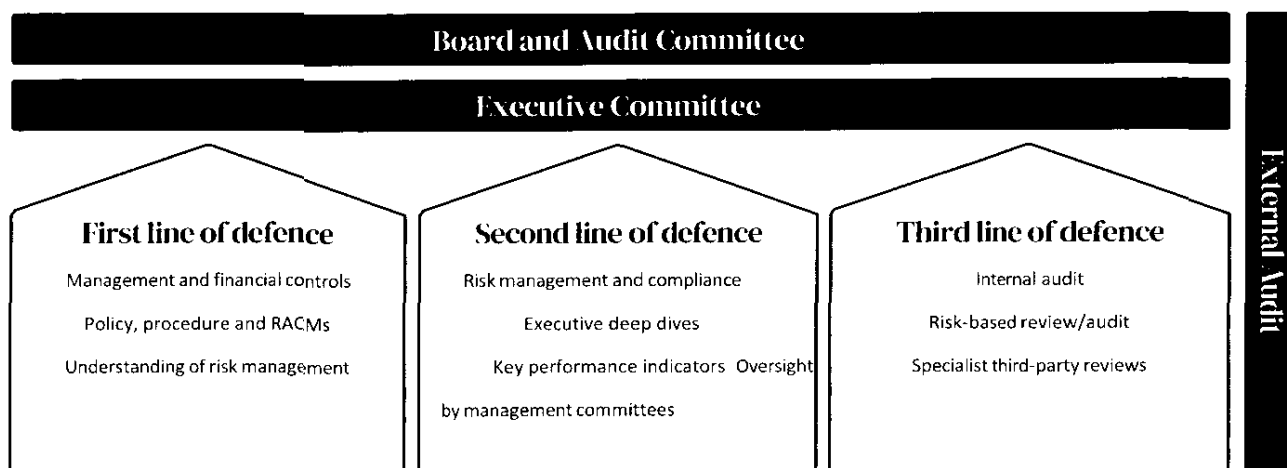 Board and Audit Committee
Executive Committee
External Audit
First line of defence
Management and financial controls
Policy, procedure and RACMs
Understanding of risk management
Second line of defence
Risk management and compliance
Executive deep dives
Key performance indicators Oversight
by management committees
Third line of defence
Internal audit
Risk-based review/audit
Specialist third-party reviews